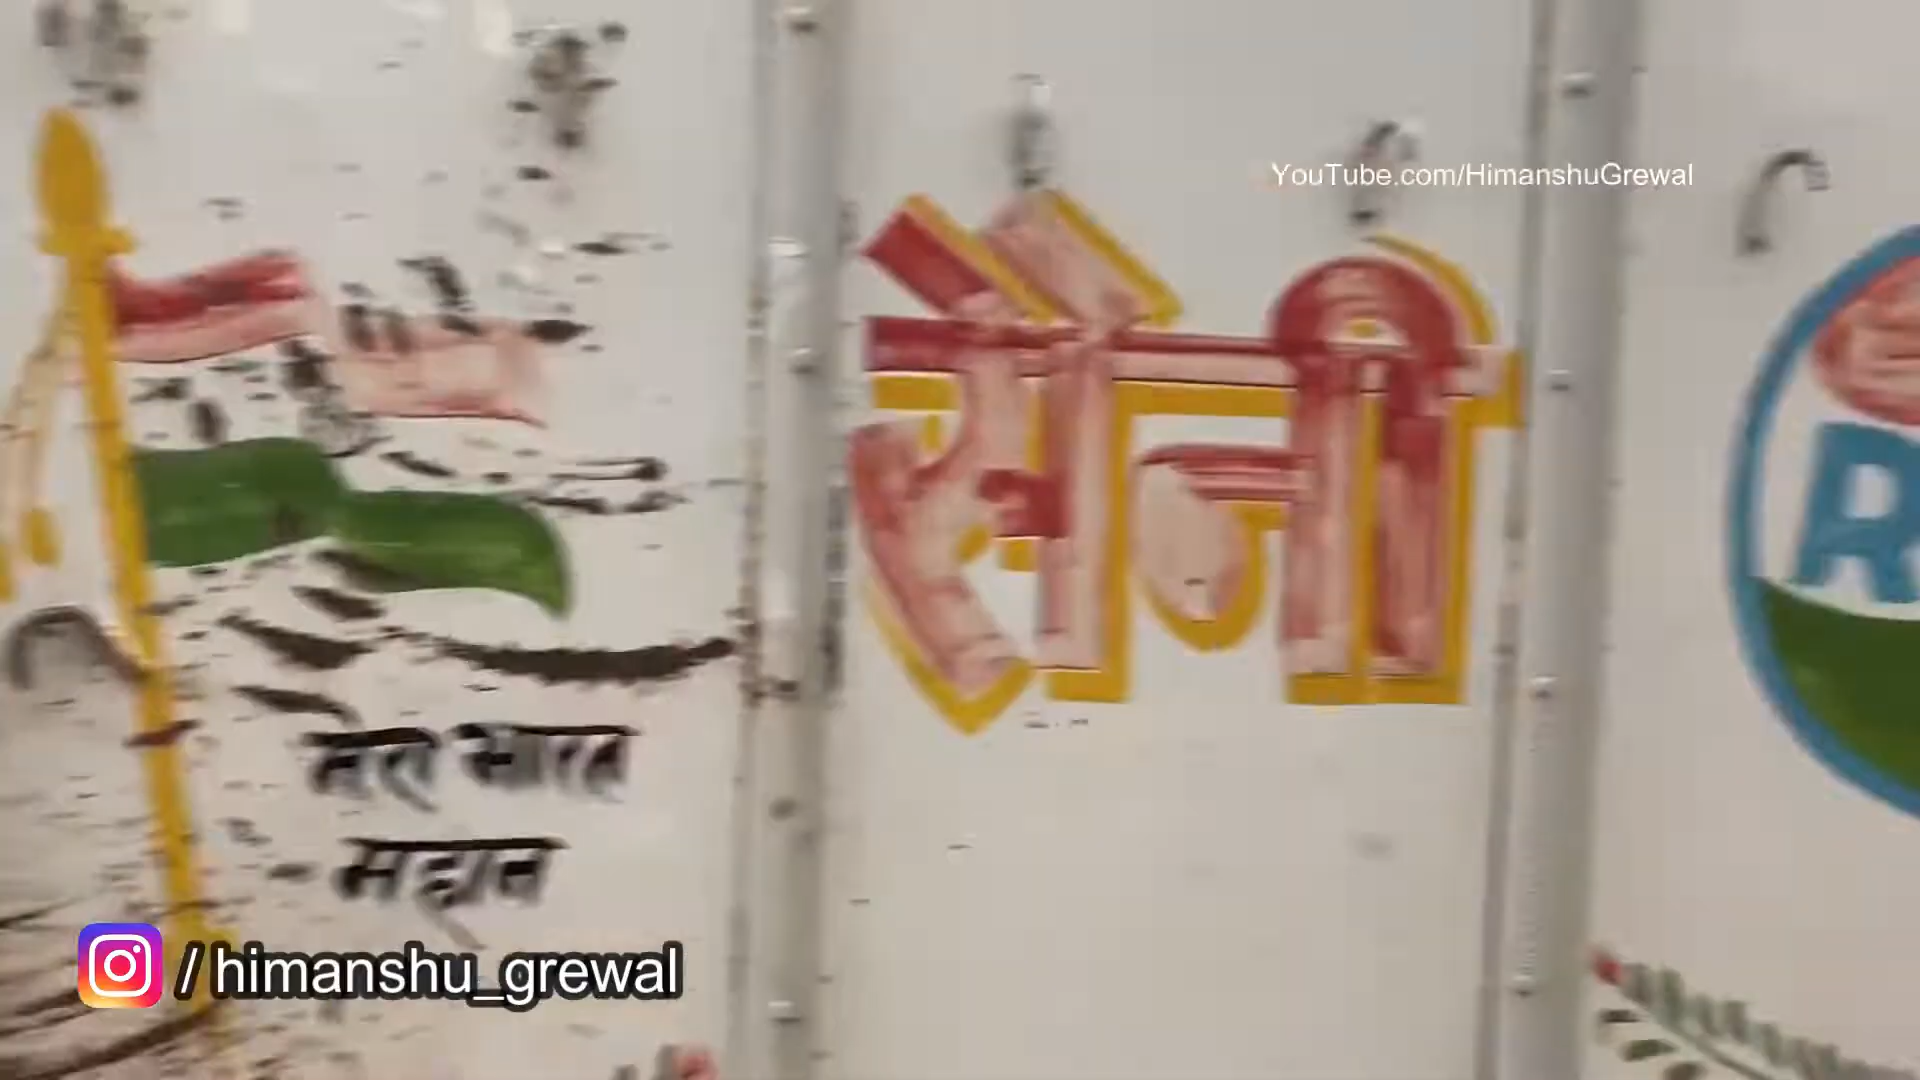 YouTube.com/HimanshuGrewal
सैनी
मेरा भारत
महान
R
/ himanshu_grewal